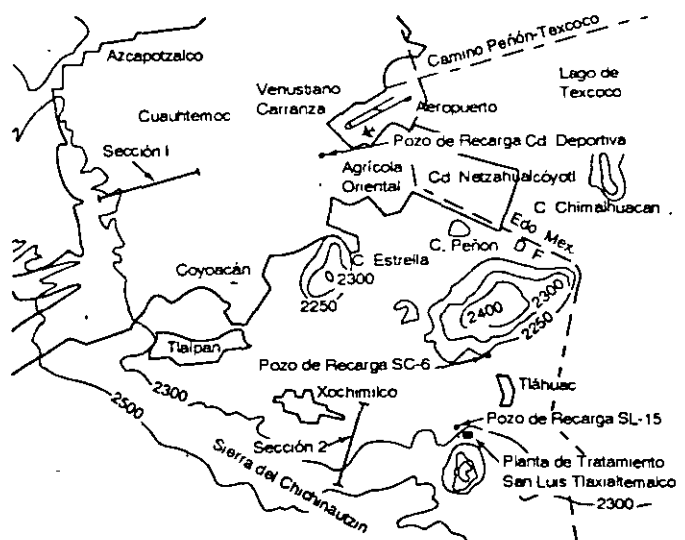 Azcapotzalco
Camino Peñón-Texcoco
Venustiano
Carranza
Lago de
Texcoco
Aeropuerto
Cuauhtemoc
Sección I
Pozo de Recarga Cd Deportiva
Agrícola
Oriental
Cd Netzahualcóyotl
C Chimalhuacan
Edo Mex
D F
C. Peñon
C Estrella
2300
2250
Coyoacán
2400
2300
2250
Tlalpan
Pozo de Recarga SC-6
2300
2500
Xochimilco
Tláhuac
Pozo de Recarga SL-15
Sección 2
Sierra del Chichinautzin
Planta de Tratamiento
San Luis Tlaxialtemalco
2300